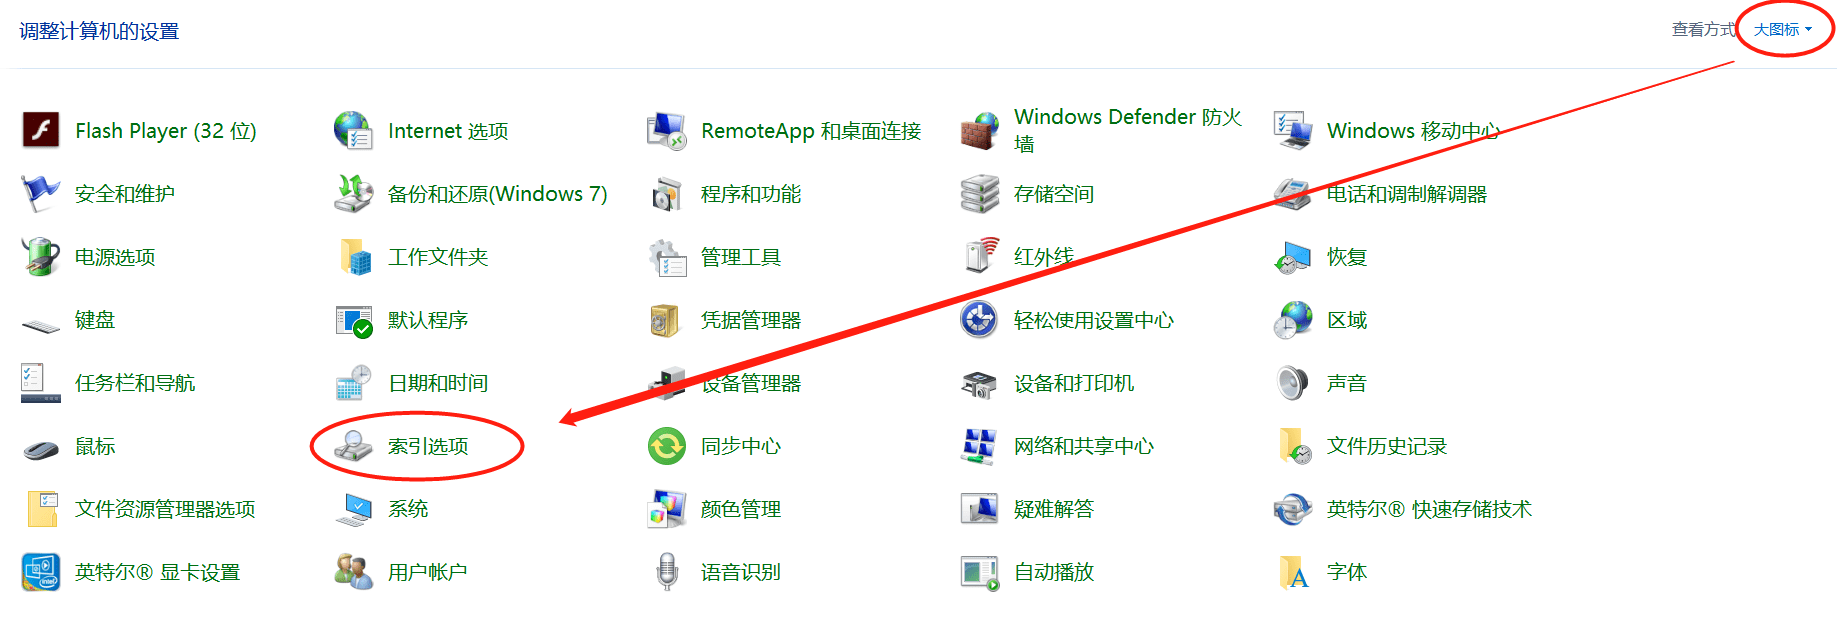 调整计算机的设置
查看方式 大图标
Flash Player (32 位)
Internet 选项
RemoteApp 和桌面连接
Windows Defender 防火
墙
Windows 移动中心
安全和维护
备份和还原(Windows 7)
程序和功能
存储空间
电话和调制解调器
电源选项
工作文件夹
管理工具
红外线
恢复
键盘
默认程序
凭据管理器
轻松使用设置中心
区域
任务栏和导航
日期和时间
设备管理器
设备和打印机
声音
鼠标
索引选项
同步中心
网络和共享中心
文件历史记录
文件资源管理器选项
系统
颜色管理
疑难解答
英特尔® 快速存储技术
英特尔® 显卡设置
用户帐户
语音识别
自动播放
字体